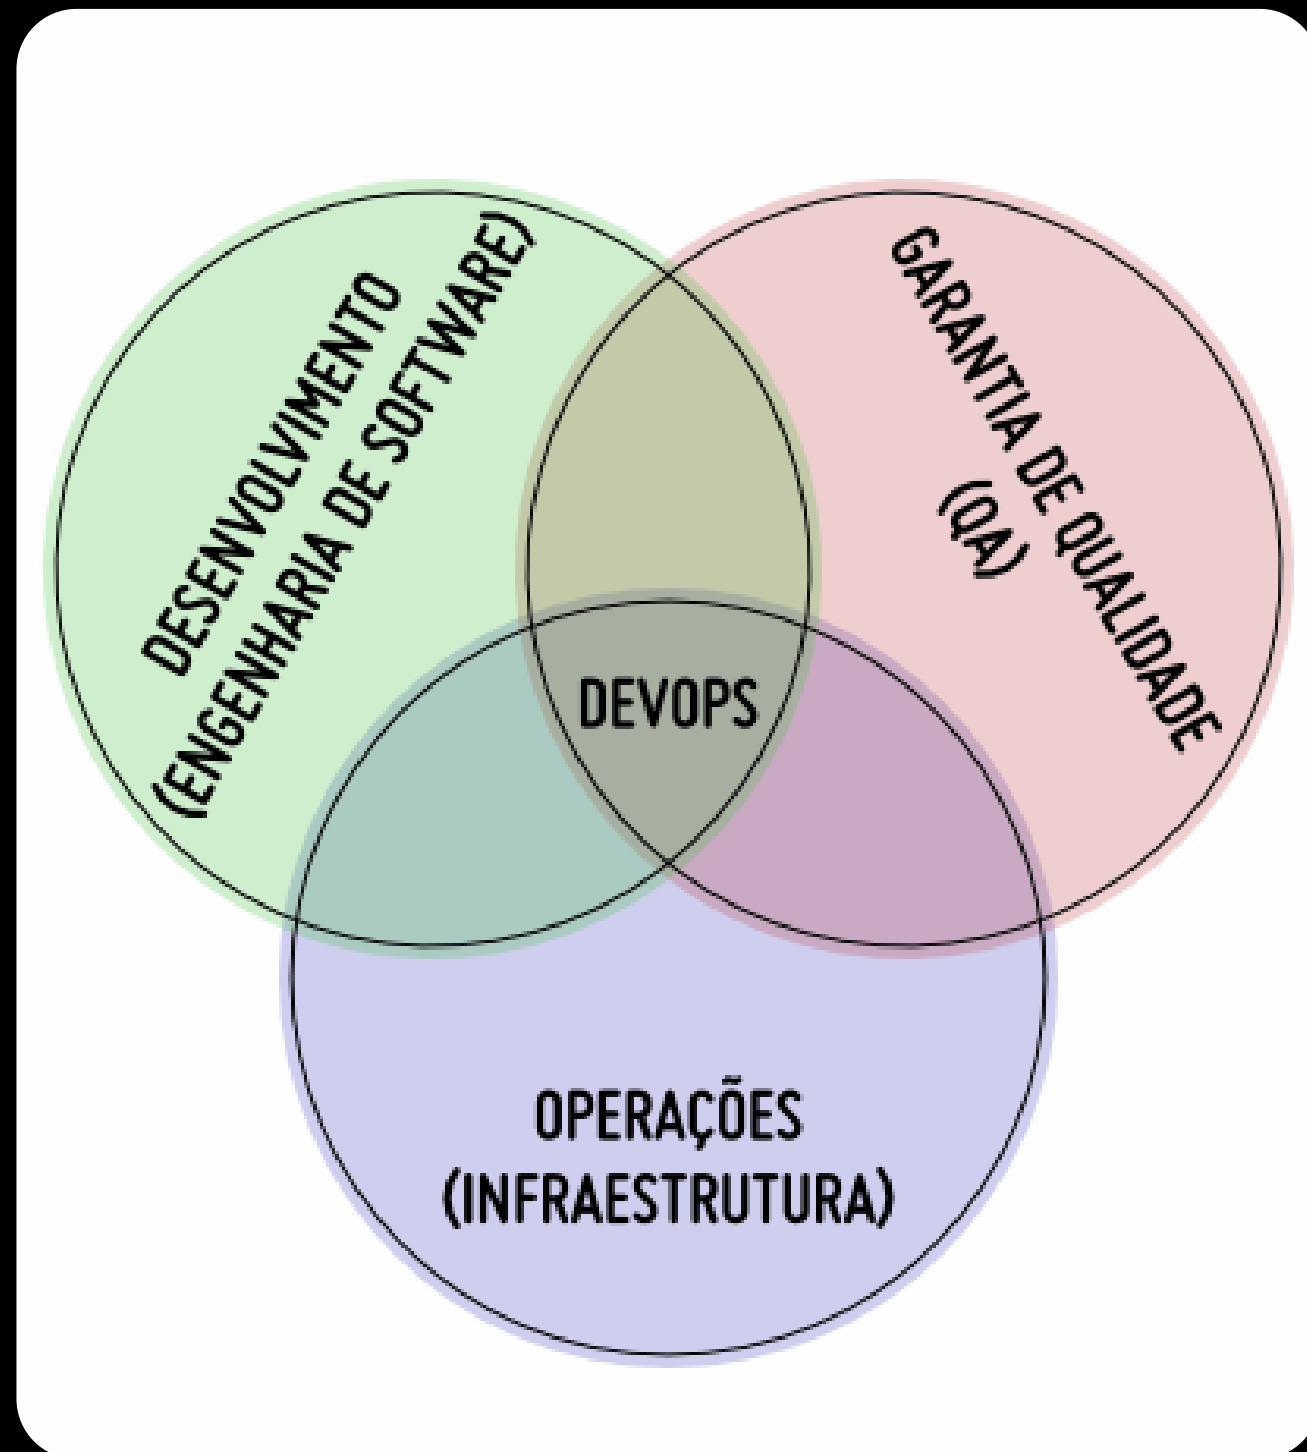 DESENVOLVIMENTO
(ENGENHARIA DE SOFTWARE)
GARANTIA DE QUALIDADE
(QA)
DEVOPS
OPERAÇÕES
(INFRAESTRUTURA)